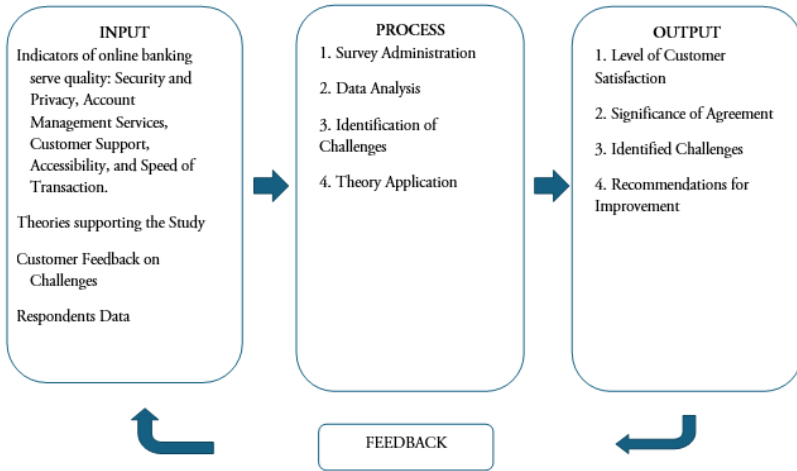 INPUT
Indicators of online banking
serve quality: Security and
Privacy, Account
Management Services,
Customer Support,
Accessibility, and Speed of
Transaction.
Theories supporting the Study
Customer Feedback on
Challenges
Respondents Data
PROCESS
1. Survey Administration
2. Data Analysis
3. Identification of
Challenges
4. Theory Application
OUTPUT
1. Level of Customer
Satisfaction
2. Significance of Agreement
3. Identified Challenges
4. Recommendations for
Improvement
FEEDBACK